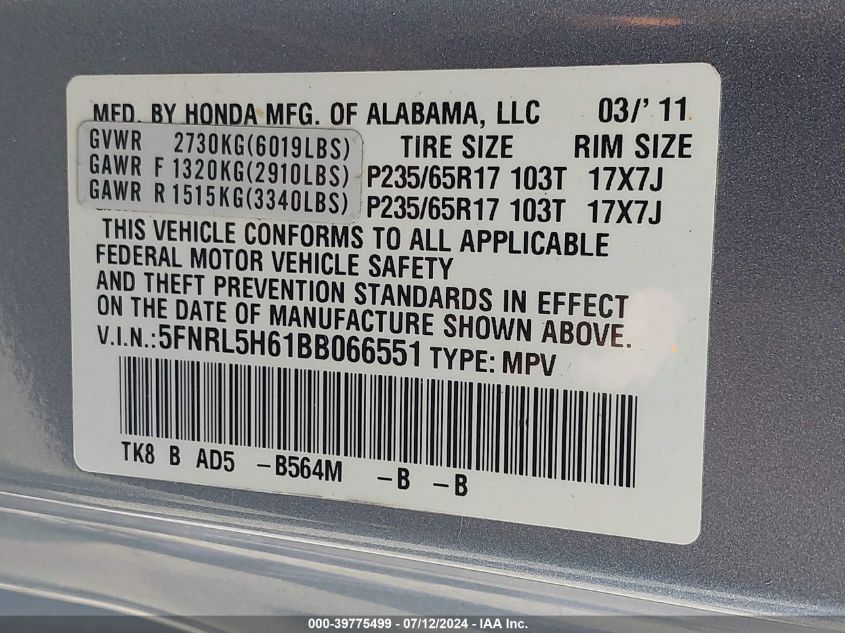 MFD. BY HONDA MFG. OF ALABAMA, LLC 03/'11
GVWR 2730KG(6019LBS) TIRE SIZE RIM SIZE
GAWR F 1320KG(2910LBS) P235/65R17 103T 17X7J
GAWR R 1515KG(3340LBS) P235/65R17 103T 17X7J
THIS VEHICLE CONFORMS TO ALL APPLICABLE
FEDERAL MOTOR VEHICLE SAFETY
AND THEFT PREVENTION STANDARDS IN EFFECT
ON THE DATE OF MANUFACTURE SHOWN ABOVE.
V.I.N.:5FNRL5H61BB066551 TYPE: MPV
TK8 B AD5 -B564M -B -B
000-39775499 - 07/12/2024 - IAA Inc.